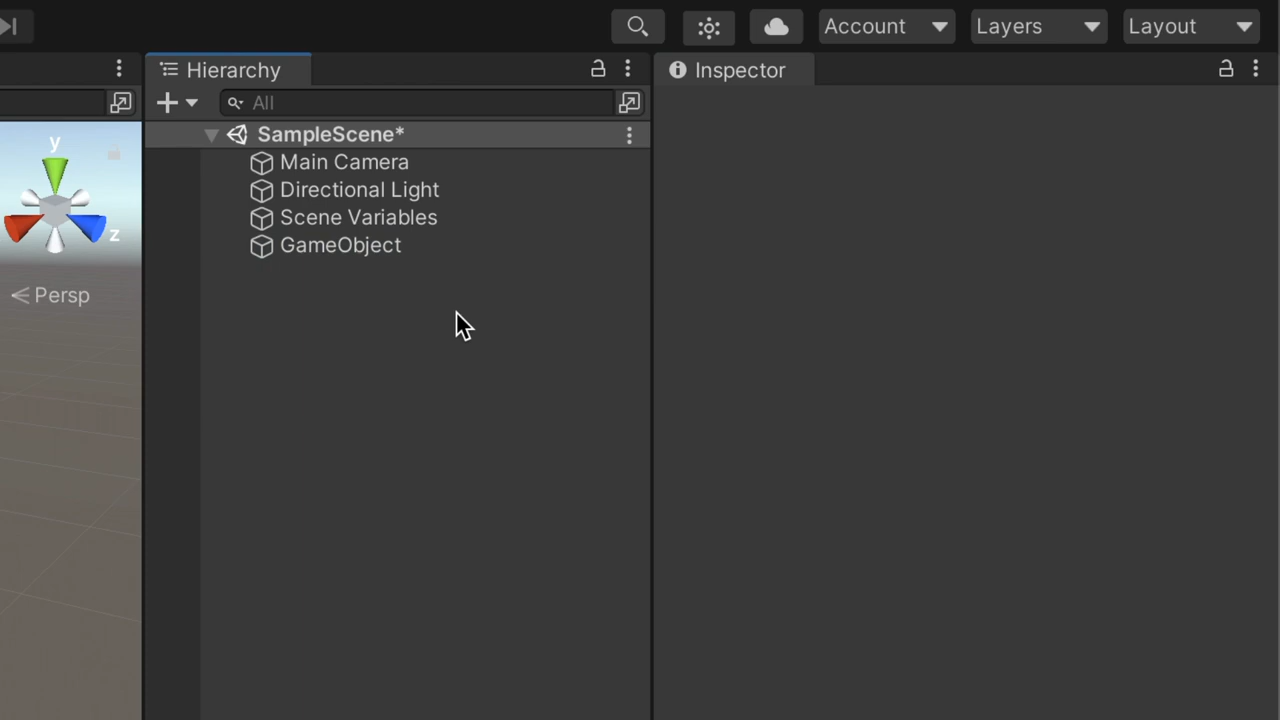 Account
Layers
Layout
Hierarchy
Inspector
All
SampleScene*
Main Camera
Directional Light
Scene Variables
GameObject
y
z
Persp